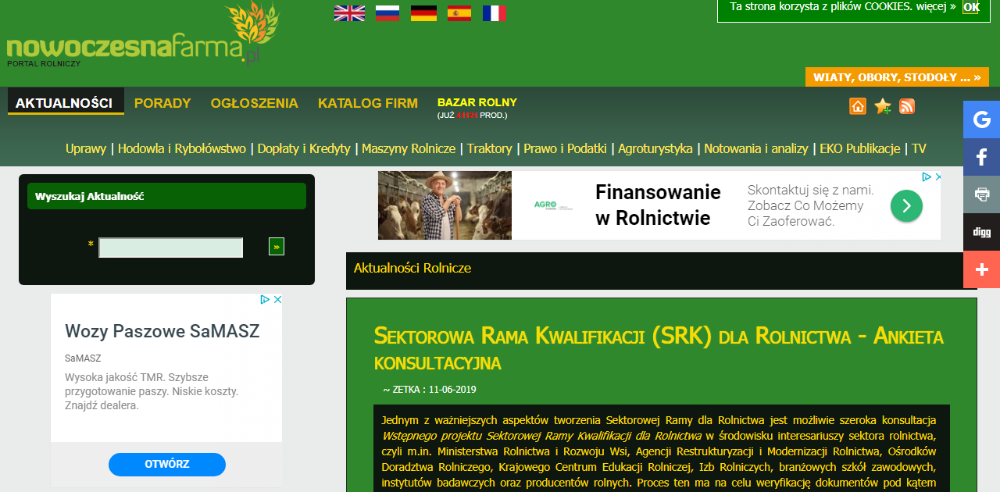 Ta strona korzysta z plików COOKIES. więcej » OK
nowoczesnafarma.pl
PORTAL ROLNICZY
WIATY, OBORY, STODOŁY ... »
AKTUALNOŚCI PORADY OGŁOSZENIA KATALOG FIRM BAZAR ROLNY
(JUŻ 41121 PROD.)
Uprawy | Hodowla i Rybołówstwo | Dopłaty i Kredyty | Maszyny Rolnicze | Traktory | Prawo i Podatki | Agroturystyka | Notowania i analizy | EKO Publikacje | TV
Wyszukaj Aktualność
* »
AGRO
Finansowanie
w Rolnictwie
Skontaktuj się z nami.
Zobacz Co Możemy
Ci Zaoferować.
digg
Aktualności Rolnicze
Wozy Paszowe SaMASZ
SaMASZ
Wysoka jakość TMR. Szybsze
przygotowanie paszy. Niskie koszty.
Znajdź dealera.
OTWÓRZ
Sektorowa Rama Kwalifikacji (SRK) dla Rolnictwa - Ankieta
konsultacyjna
~ ZETKA : 11-06-2019
Jednym z ważniejszych aspektów tworzenia Sektorowej Ramy dla Rolnictwa jest możliwie szeroka konsultacja
Wstępnego projektu Sektorowej Ramy Kwalifikacji dla Rolnictwa w środowisku interesariuszy sektora rolnictwa,
czyli m.in. Ministerstwa Rolnictwa i Rozwoju Wsi, Agencji Restrukturyzacji i Modernizacji Rolnictwa, Ośrodków
Doradztwa Rolniczego, Krajowego Centrum Edukacji Rolniczej, Izb Rolniczych, branżowych szkół zawodowych,
instytutów badawczych oraz producentów rolnych. Proces ten ma na celu weryfikację dokumentów pod kątem